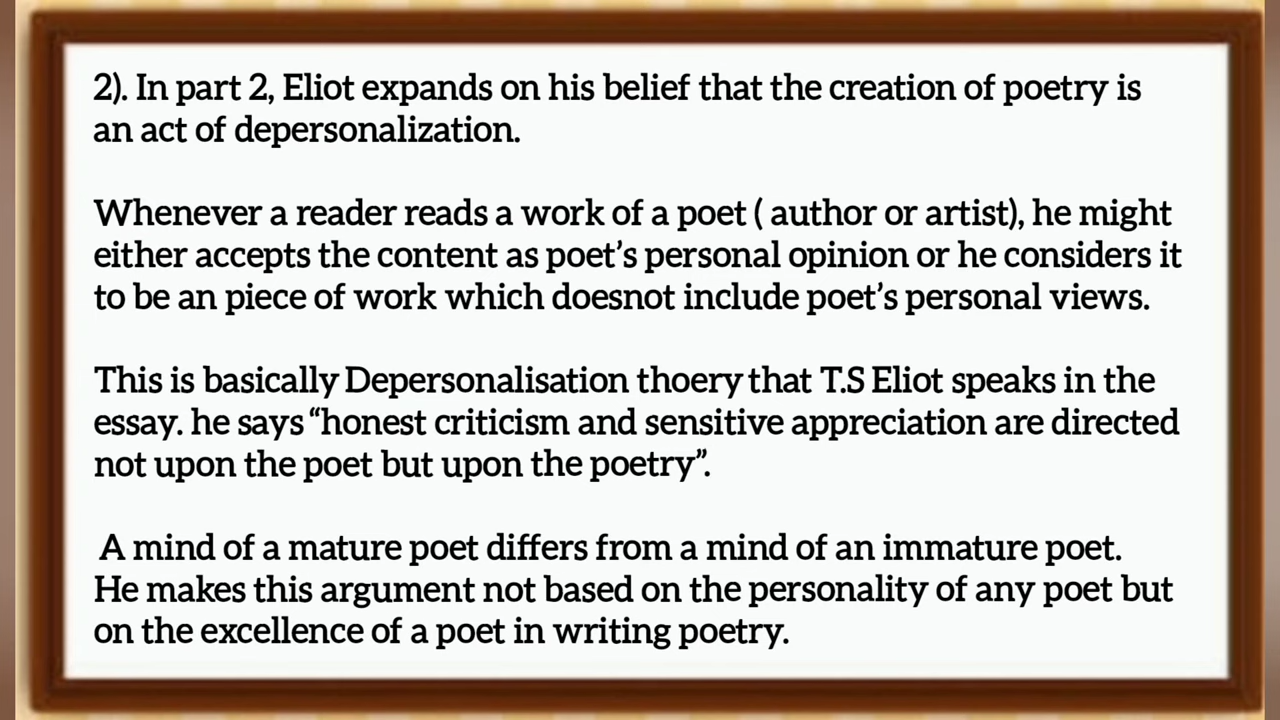 2). In part 2, Eliot expands on his belief that the creation of poetry is
an act of depersonalization.
Whenever a reader reads a work of a poet ( author or artist), he might
either accepts the content as poet’s personal opinion or he considers it
to be an piece of work which doesnot include poet’s personal views.
This is basically Depersonalisation thoery that T.S Eliot speaks in the
essay. he says “honest criticism and sensitive appreciation are directed
not upon the poet but upon the poetry”.
A mind of a mature poet differs from a mind of an immature poet.
He makes this argument not based on the personality of any poet but
on the excellence of a poet in writing poetry.